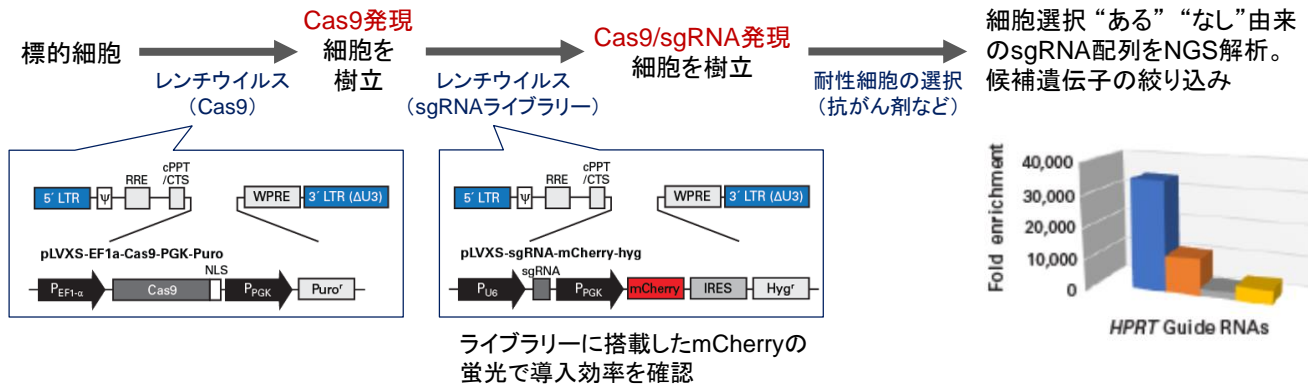 標的細胞
レンチウイルス
（Cas9）
Cas9発現
細胞を
樹立
レンチウイルス
（sgRNAライブラリー）
Cas9/sgRNA発現
細胞を樹立
耐性細胞の選択
（抗がん剤など）
細胞選択 “ある” “なし”由来
のsgRNA配列をNGS解析。
候補遺伝子の絞り込み
5´ LTR
Ψ
RRE
cPPT
/CTS
WPRE
3´ LTR (ΔU3)
pLVXS-EF1a-Cas9-PGK-Puro
PEF1-α
Cas9
NLS
PPGK
Puroʳ
5´ LTR
Ψ
RRE
cPPT
/CTS
WPRE
3´ LTR (ΔU3)
pLVXS-sgRNA-mCherry-hyg
PU6
sgRNA
PPGK
mCherry
IRES
Hygʳ
ライブラリーに搭載したmCherryの
蛍光で導入効率を確認
Fold enrichment
40,000
30,000
20,000
10,000
0
HPRT Guide RNAs